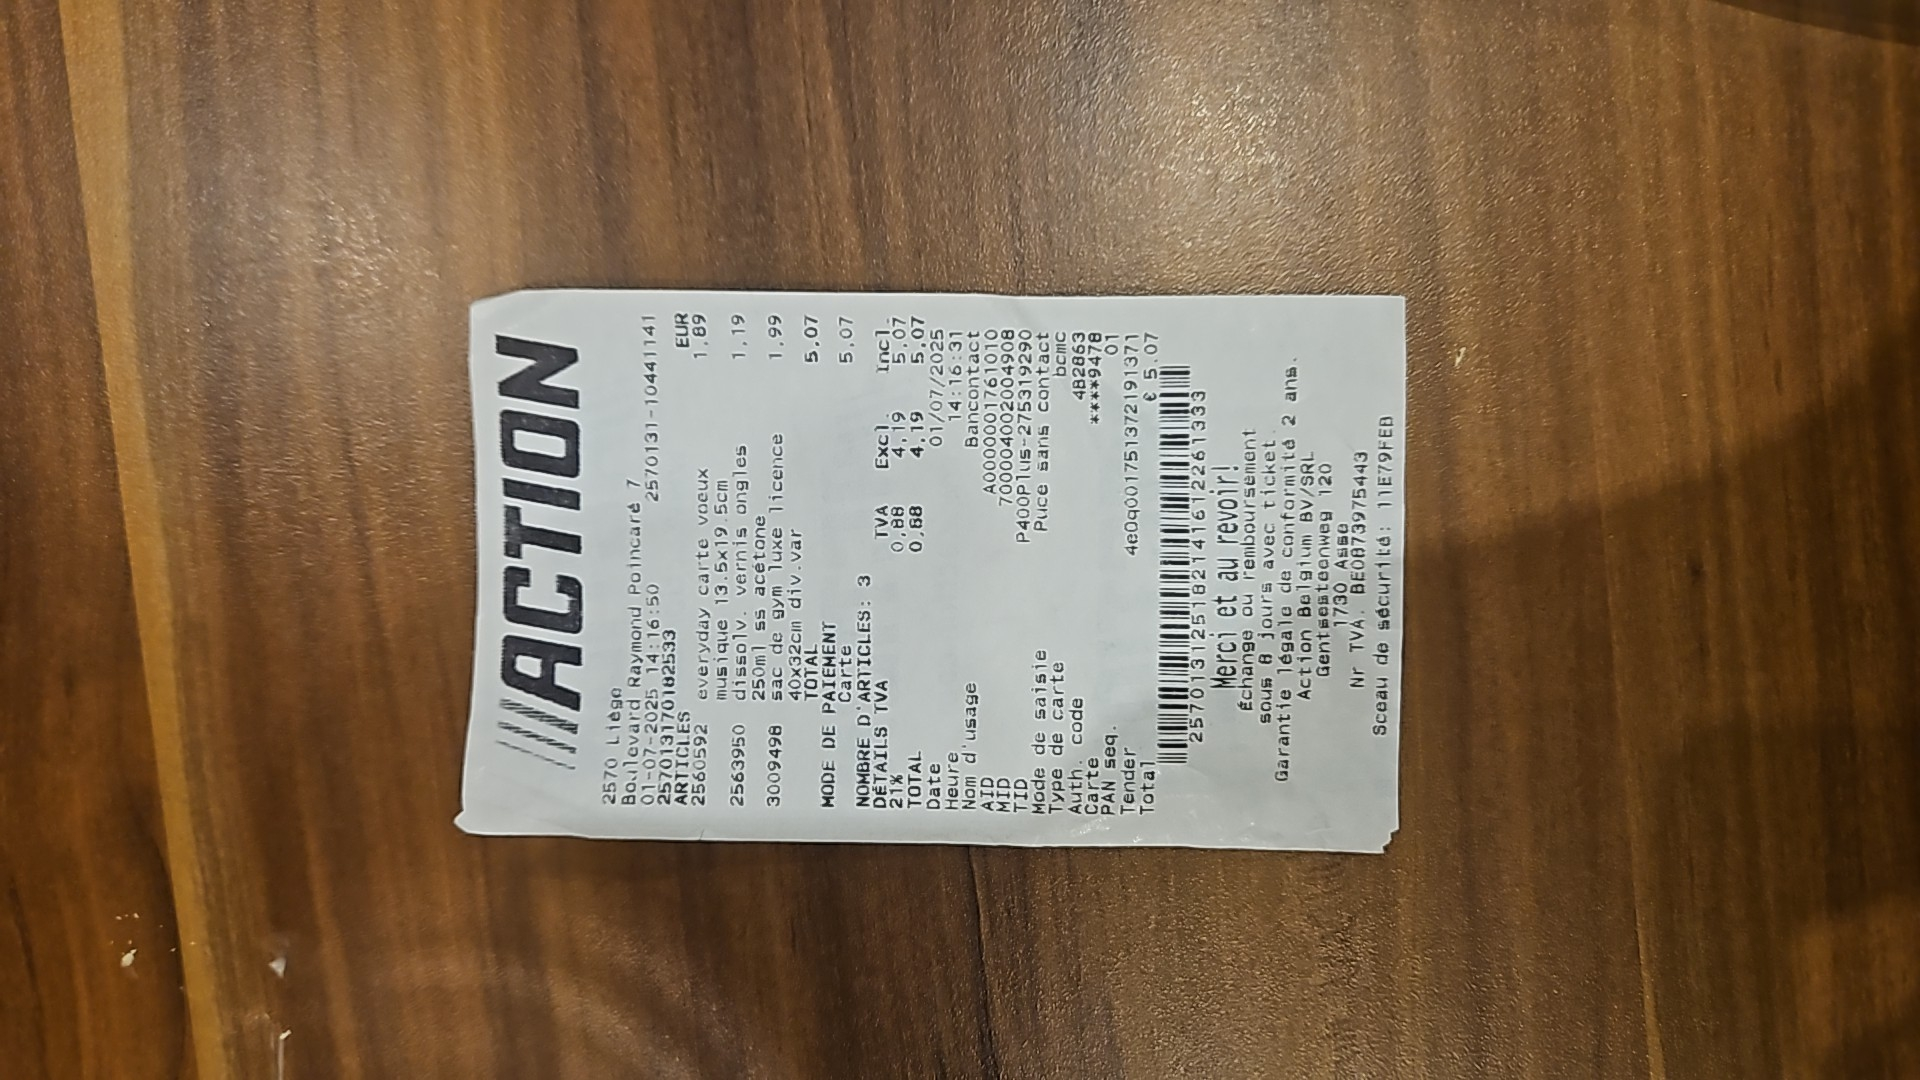 ACTION
2570 Liège
Boulevard Raymond Poincaré 7
01-07-2025 14:16:50 2570131-10441141
257013170182533
ARTICLES EUR
2560592 everyday carte voeux 1,89
musique 13.5x19.5cm
2563950 dissolv. vernis ongles 1,19
250ml ss acétone
3009498 sac de gym luxe licence 1,99
40x32cm div.var
TOTAL 5,07
MODE DE PAIEMENT
Carte 5,07
NOMBRE D'ARTICLES: 3
DÉTAILS TVA TVA Excl. Incl.
21% 0,88 4,19 5,07
TOTAL 0,88 4,19 5,07
Date 01/07/2025
Heure 14:16:31
Nom d'usage Bancontact
AID A0000001761010
MID 700004002004908
TID P400Plus-275319290
Mode de saisie Puce sans contact
Type de carte bcmc
Auth. code 4B2863
Carte ****9478
PAN seq. 01
Tender 4e0q001751372191371
Total € 5,07
2570131251821416122261333
Merci et au revoir!
Échange ou remboursement
sous 8 jours avec ticket.
Garantie légale de conformité 2 ans.
Action Belgium BV/SRL
Gentsesteenweg 120
1730 Asse
Nr TVA. BE0873975443
Sceau de sécurité: 11E79FEB